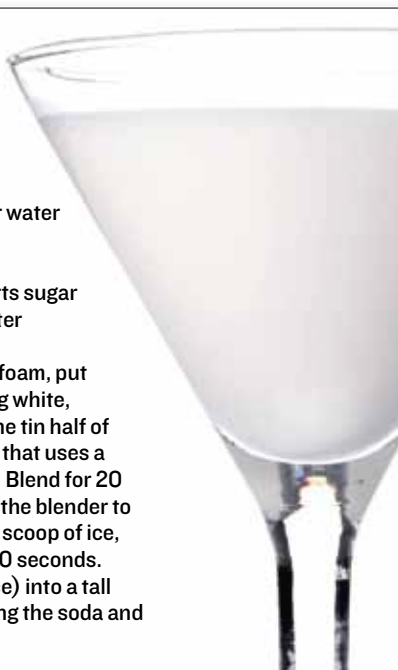 water
rts sugar
ter
foam, put
g white,
e tin half of
that uses a
Blend for 20
the blender to
scoop of ice,
0 seconds.
e) into a tall
ng the soda and